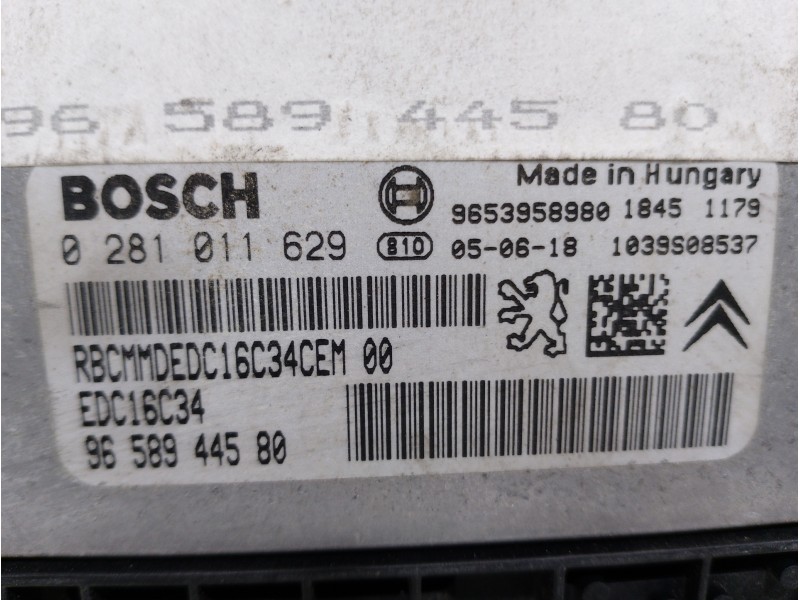 96 589 445 80
BOSCH
Made in Hungary
9653958980 1845 1179
0 281 011 629
810 05-06-18 1039S08537
RBCMMDEDC16C34CEM 00
EDC16C34
96 589 445 80